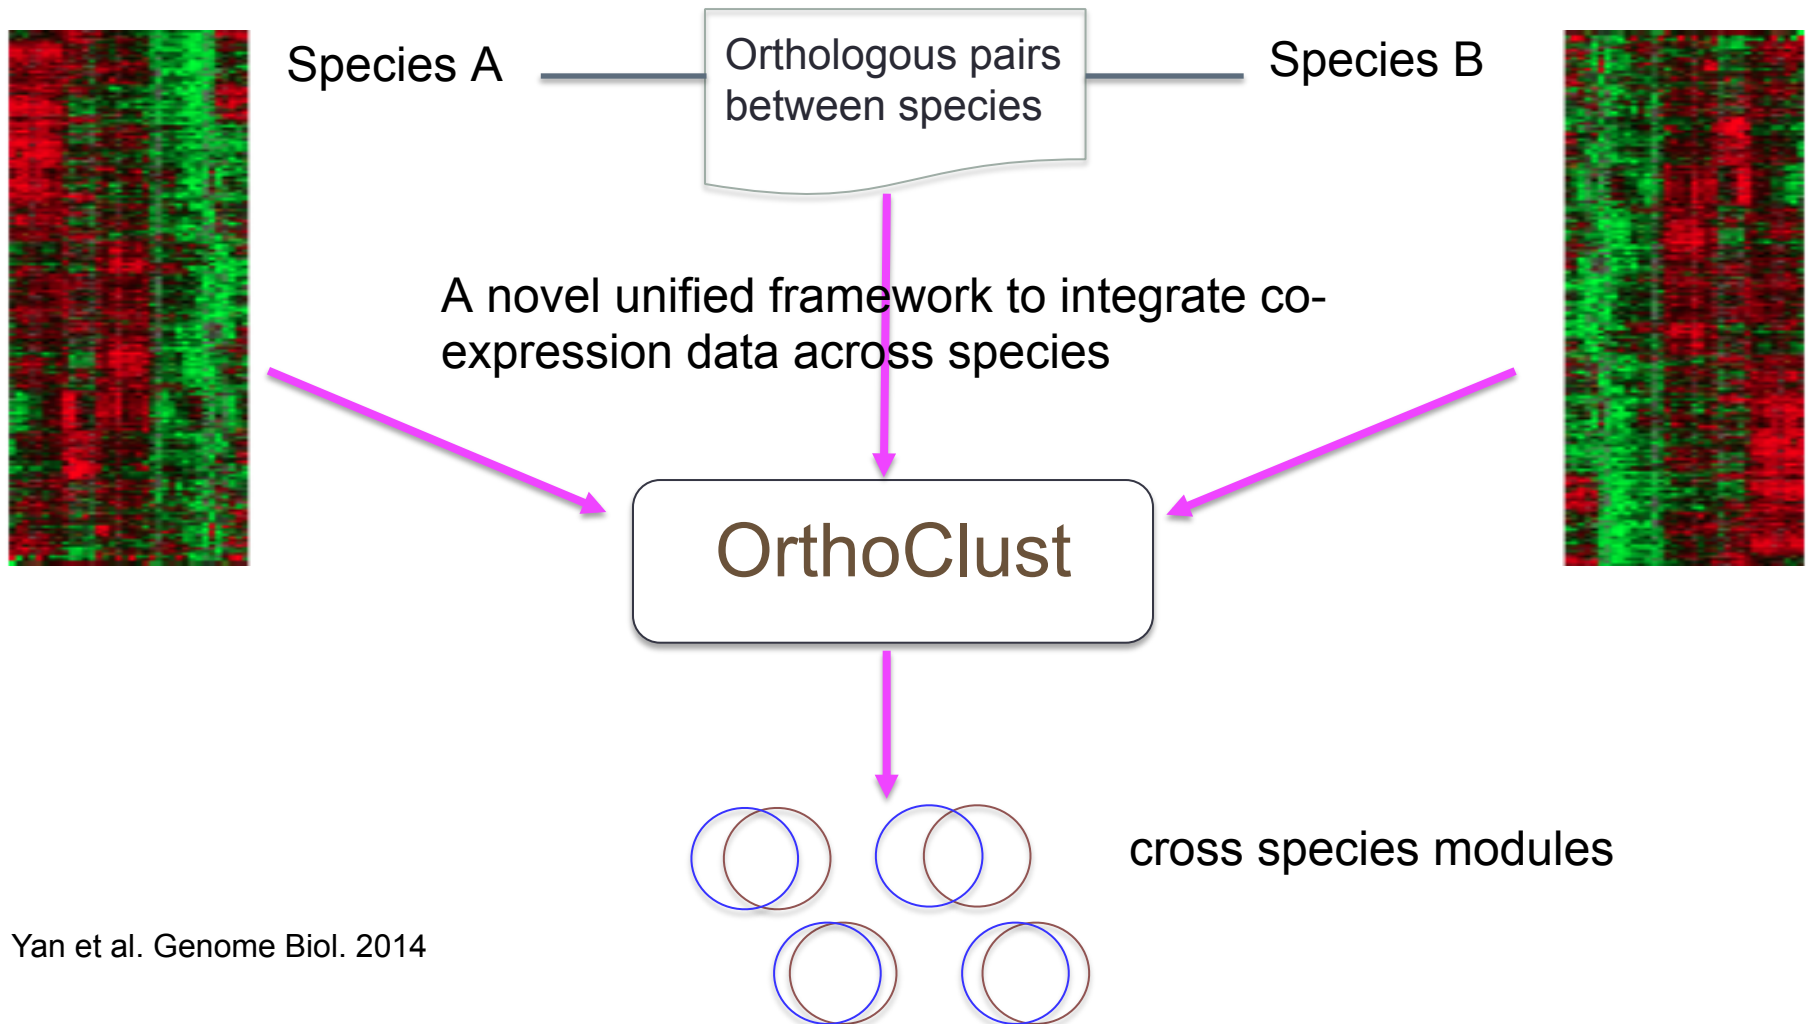 Species A
Orthologous pairs
between species
Species B
A novel unified framework to integrate co-
expression data across species
OrthoClust
cross species modules
Yan et al. Genome Biol. 2014